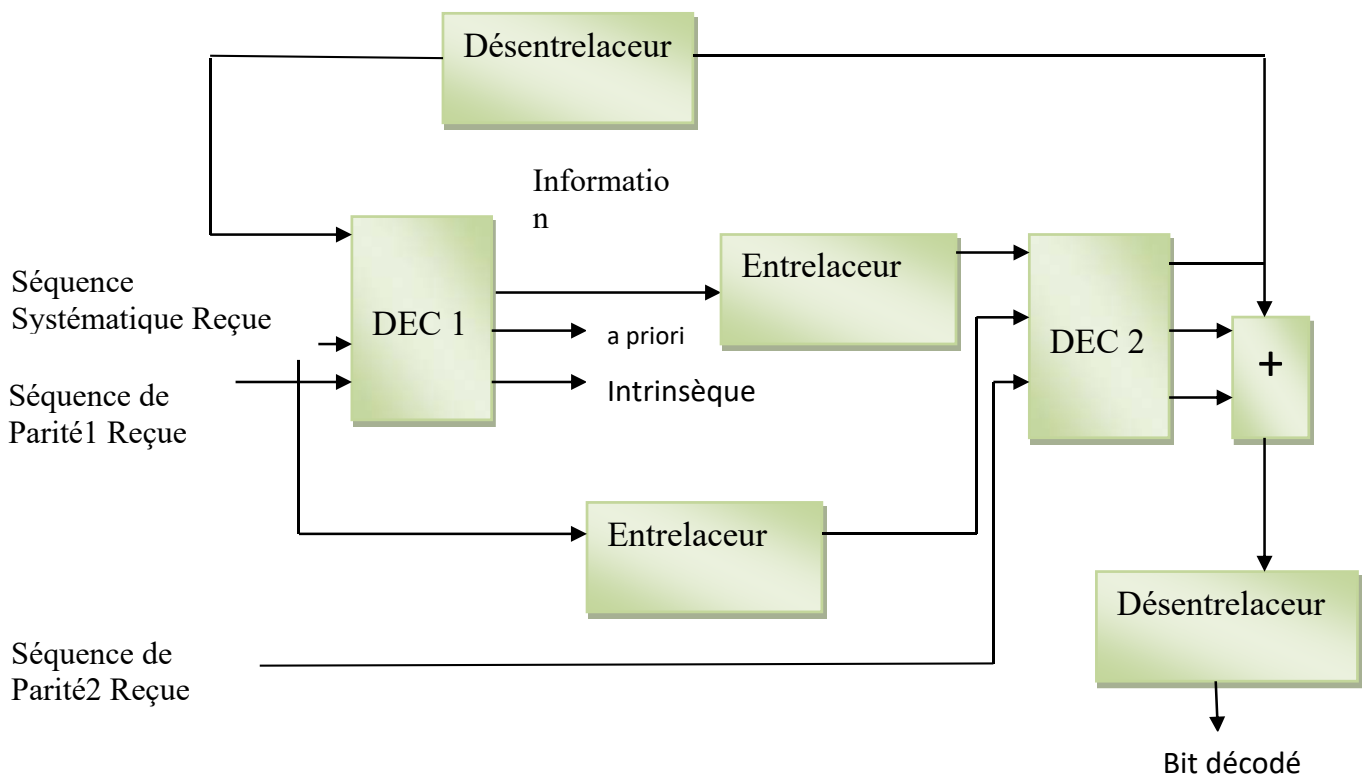 Désentrelaceur
Informatio
n
Entrelaceur
Séquence
Systématique Reçue
DEC 1
a priori
DEC 2
+
Intrinsèque
Séquence de
Parité1 Reçue
Entrelaceur
Désentrelaceur
Séquence de
Parité2 Reçue
Bit décodé